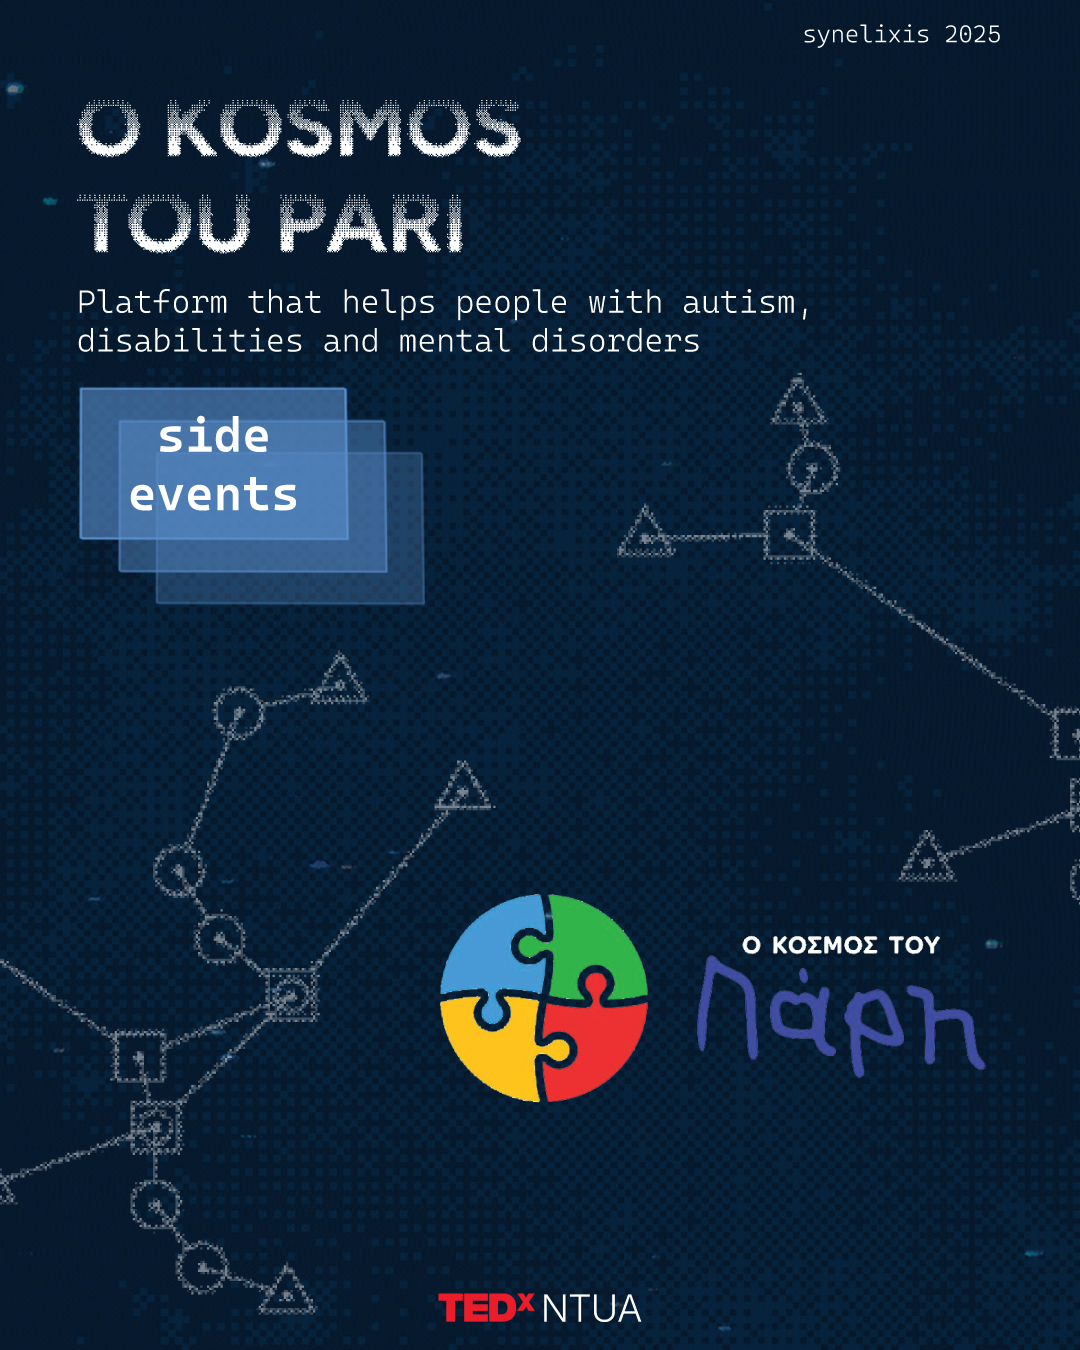 synelixis 2025
O KOSMOS
TOU PARI
Platform that helps people with autism,
disabilities and mental disorders
side
events
Ο ΚΟΣΜΟΣ ΤΟΥ
Πάρη
TEDx NTUA